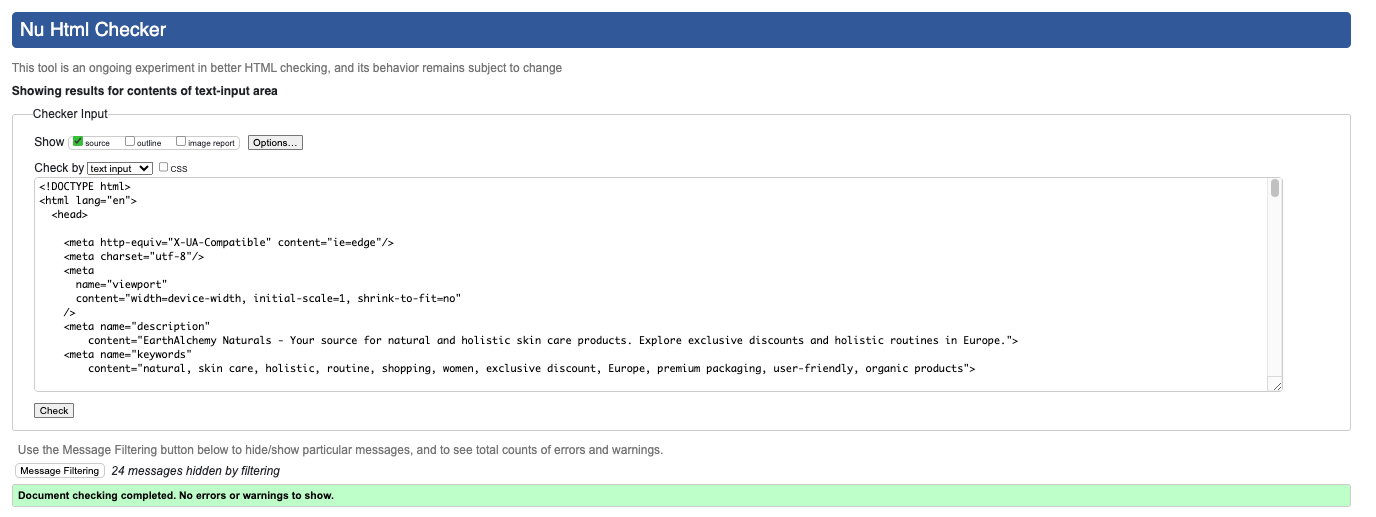 Nu Html Checker
This tool is an ongoing experiment in better HTML checking, and its behavior remains subject to change
Showing results for contents of text-input area
Checker Input
Show source outline image report Options...
Check by text input CSS
<!DOCTYPE html>
<html lang="en">
<head>
<meta http-equiv="X-UA-Compatible" content="ie=edge"/>
<meta charset="utf-8"/>
<meta
name="viewport"
content="width=device-width, initial-scale=1, shrink-to-fit=no"
/>
<meta name="description"
content="EarthAlchemy Naturals - Your source for natural and holistic skin care products. Explore exclusive discounts and holistic routines in Europe.">
<meta name="keywords"
content="natural, skin care, holistic, routine, shopping, women, exclusive discount, Europe, premium packaging, user-friendly, organic products">
Check
Use the Message Filtering button below to hide/show particular messages, and to see total counts of errors and warnings.
Message Filtering 24 messages hidden by filtering
Document checking completed. No errors or warnings to show.